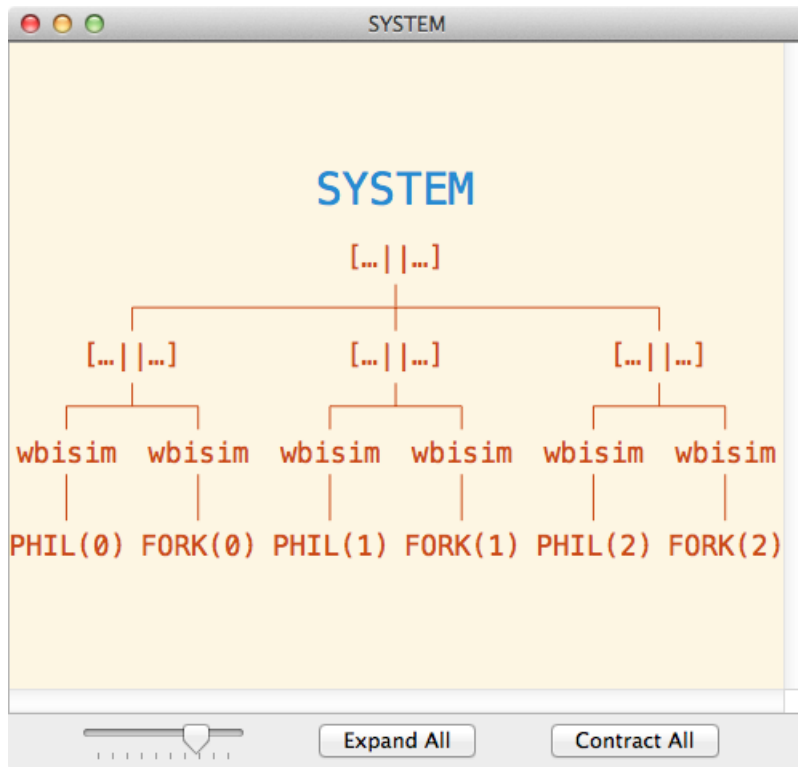 SYSTEM
SYSTEM
[…||…]
[…||…] […||…] […||…]
wbisim wbisim wbisim wbisim wbisim wbisim
PHIL(0) FORK(0) PHIL(1) FORK(1) PHIL(2) FORK(2)
Expand All Contract All